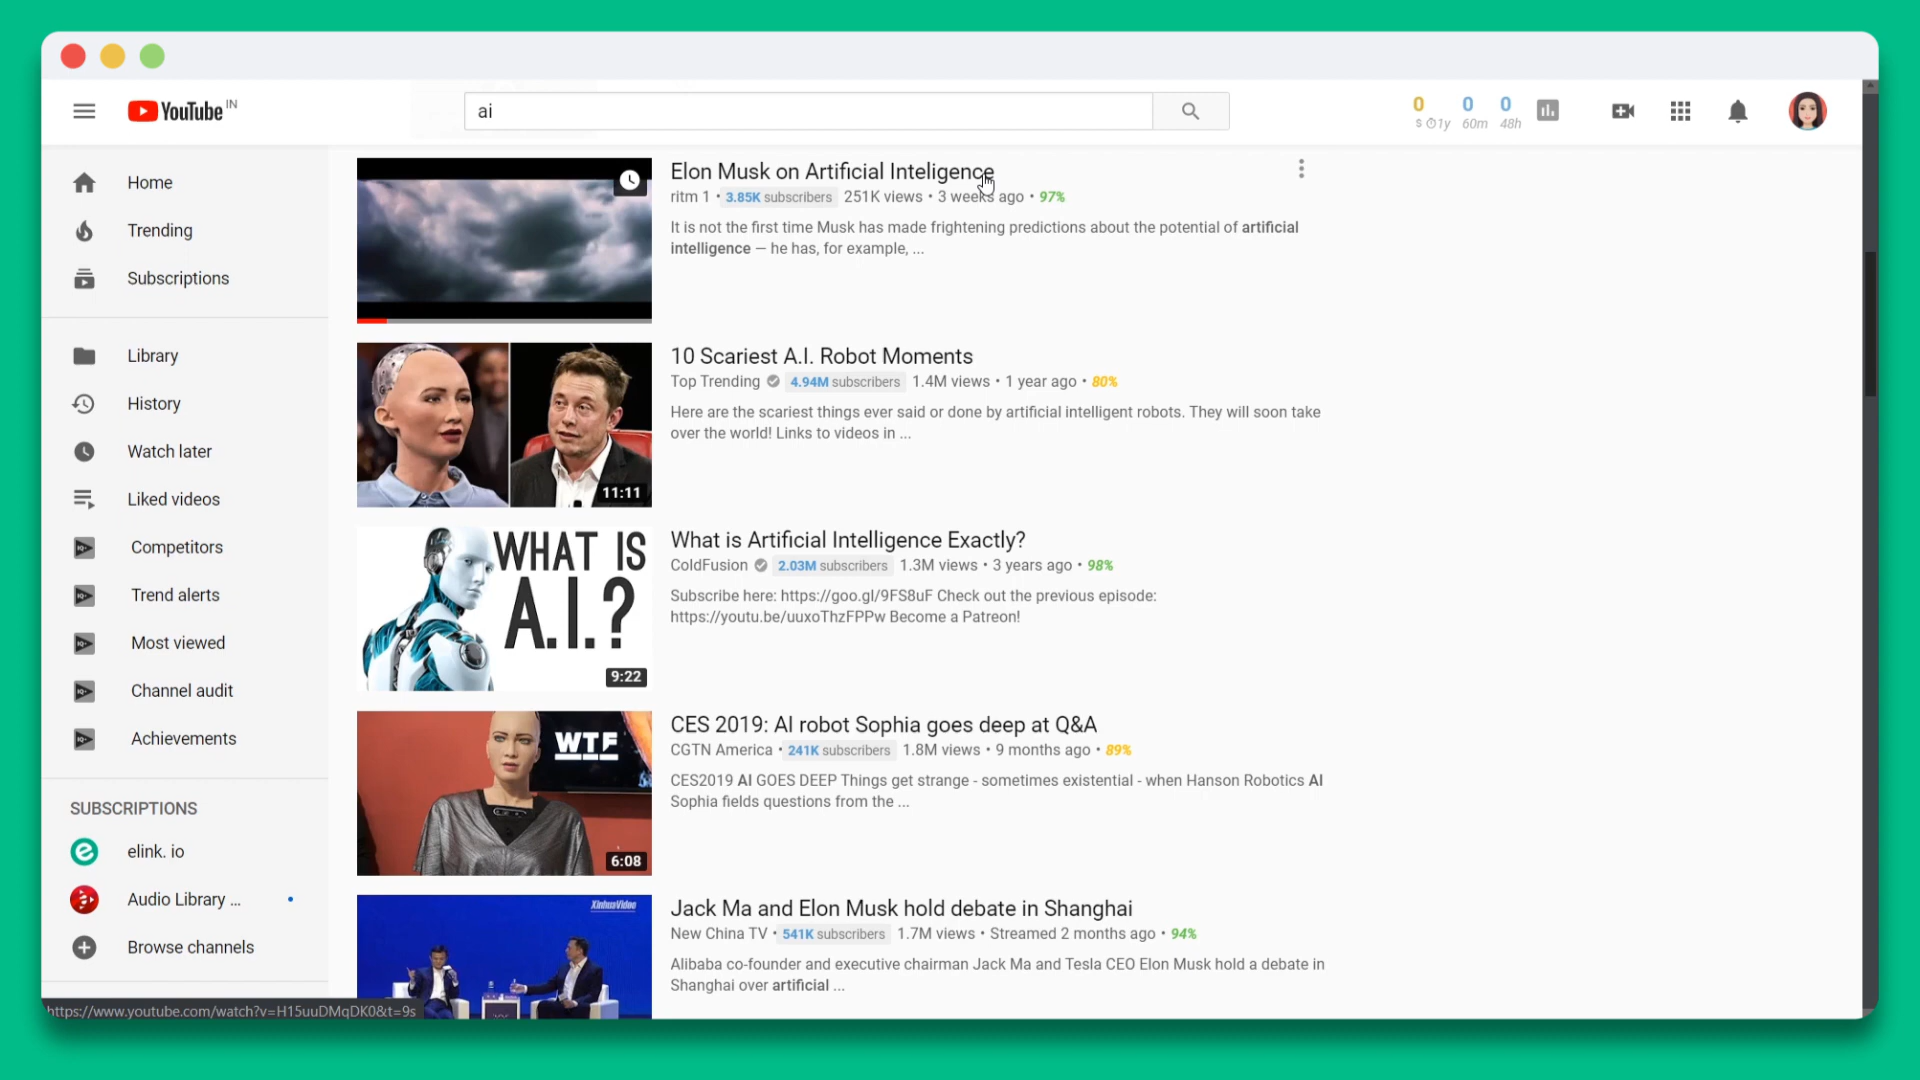 YouTube IN
ai
0 0 0
s 1y 60m 48h
Home
Trending
Subscriptions
Library
History
Watch later
Liked videos
Competitors
Trend alerts
Most viewed
Channel audit
Achievements
SUBSCRIPTIONS
elink. io
Audio Library ...
Browse channels
https://www.youtube.com/watch?v=H15uuDMqDK0&t=9s
Elon Musk on Artificial Inteligence
ritm 1 • 3.85K subscribers 251K views • 3 weeks ago • 97%
It is not the first time Musk has made frightening predictions about the potential of artificial
intelligence — he has, for example, ...
11:11
10 Scariest A.I. Robot Moments
Top Trending 4.94M subscribers 1.4M views • 1 year ago • 80%
Here are the scariest things ever said or done by artificial intelligent robots. They will soon take
over the world! Links to videos in ...
WHAT IS
A.I.?
9:22
What is Artificial Intelligence Exactly?
ColdFusion 2.03M subscribers 1.3M views • 3 years ago • 98%
Subscribe here: https://goo.gl/9FS8uF Check out the previous episode:
https://youtu.be/uuxoThzFPPw Become a Patreon!
WTF
6:08
CES 2019: AI robot Sophia goes deep at Q&A
CGTN America • 241K subscribers 1.8M views • 9 months ago • 89%
CES2019 AI GOES DEEP Things get strange - sometimes existential - when Hanson Robotics AI
Sophia fields questions from the ...
XinhuaVideo
Jack Ma and Elon Musk hold debate in Shanghai
New China TV • 541K subscribers 1.7M views • Streamed 2 months ago • 94%
Alibaba co-founder and executive chairman Jack Ma and Tesla CEO Elon Musk hold a debate in
Shanghai over artificial ...